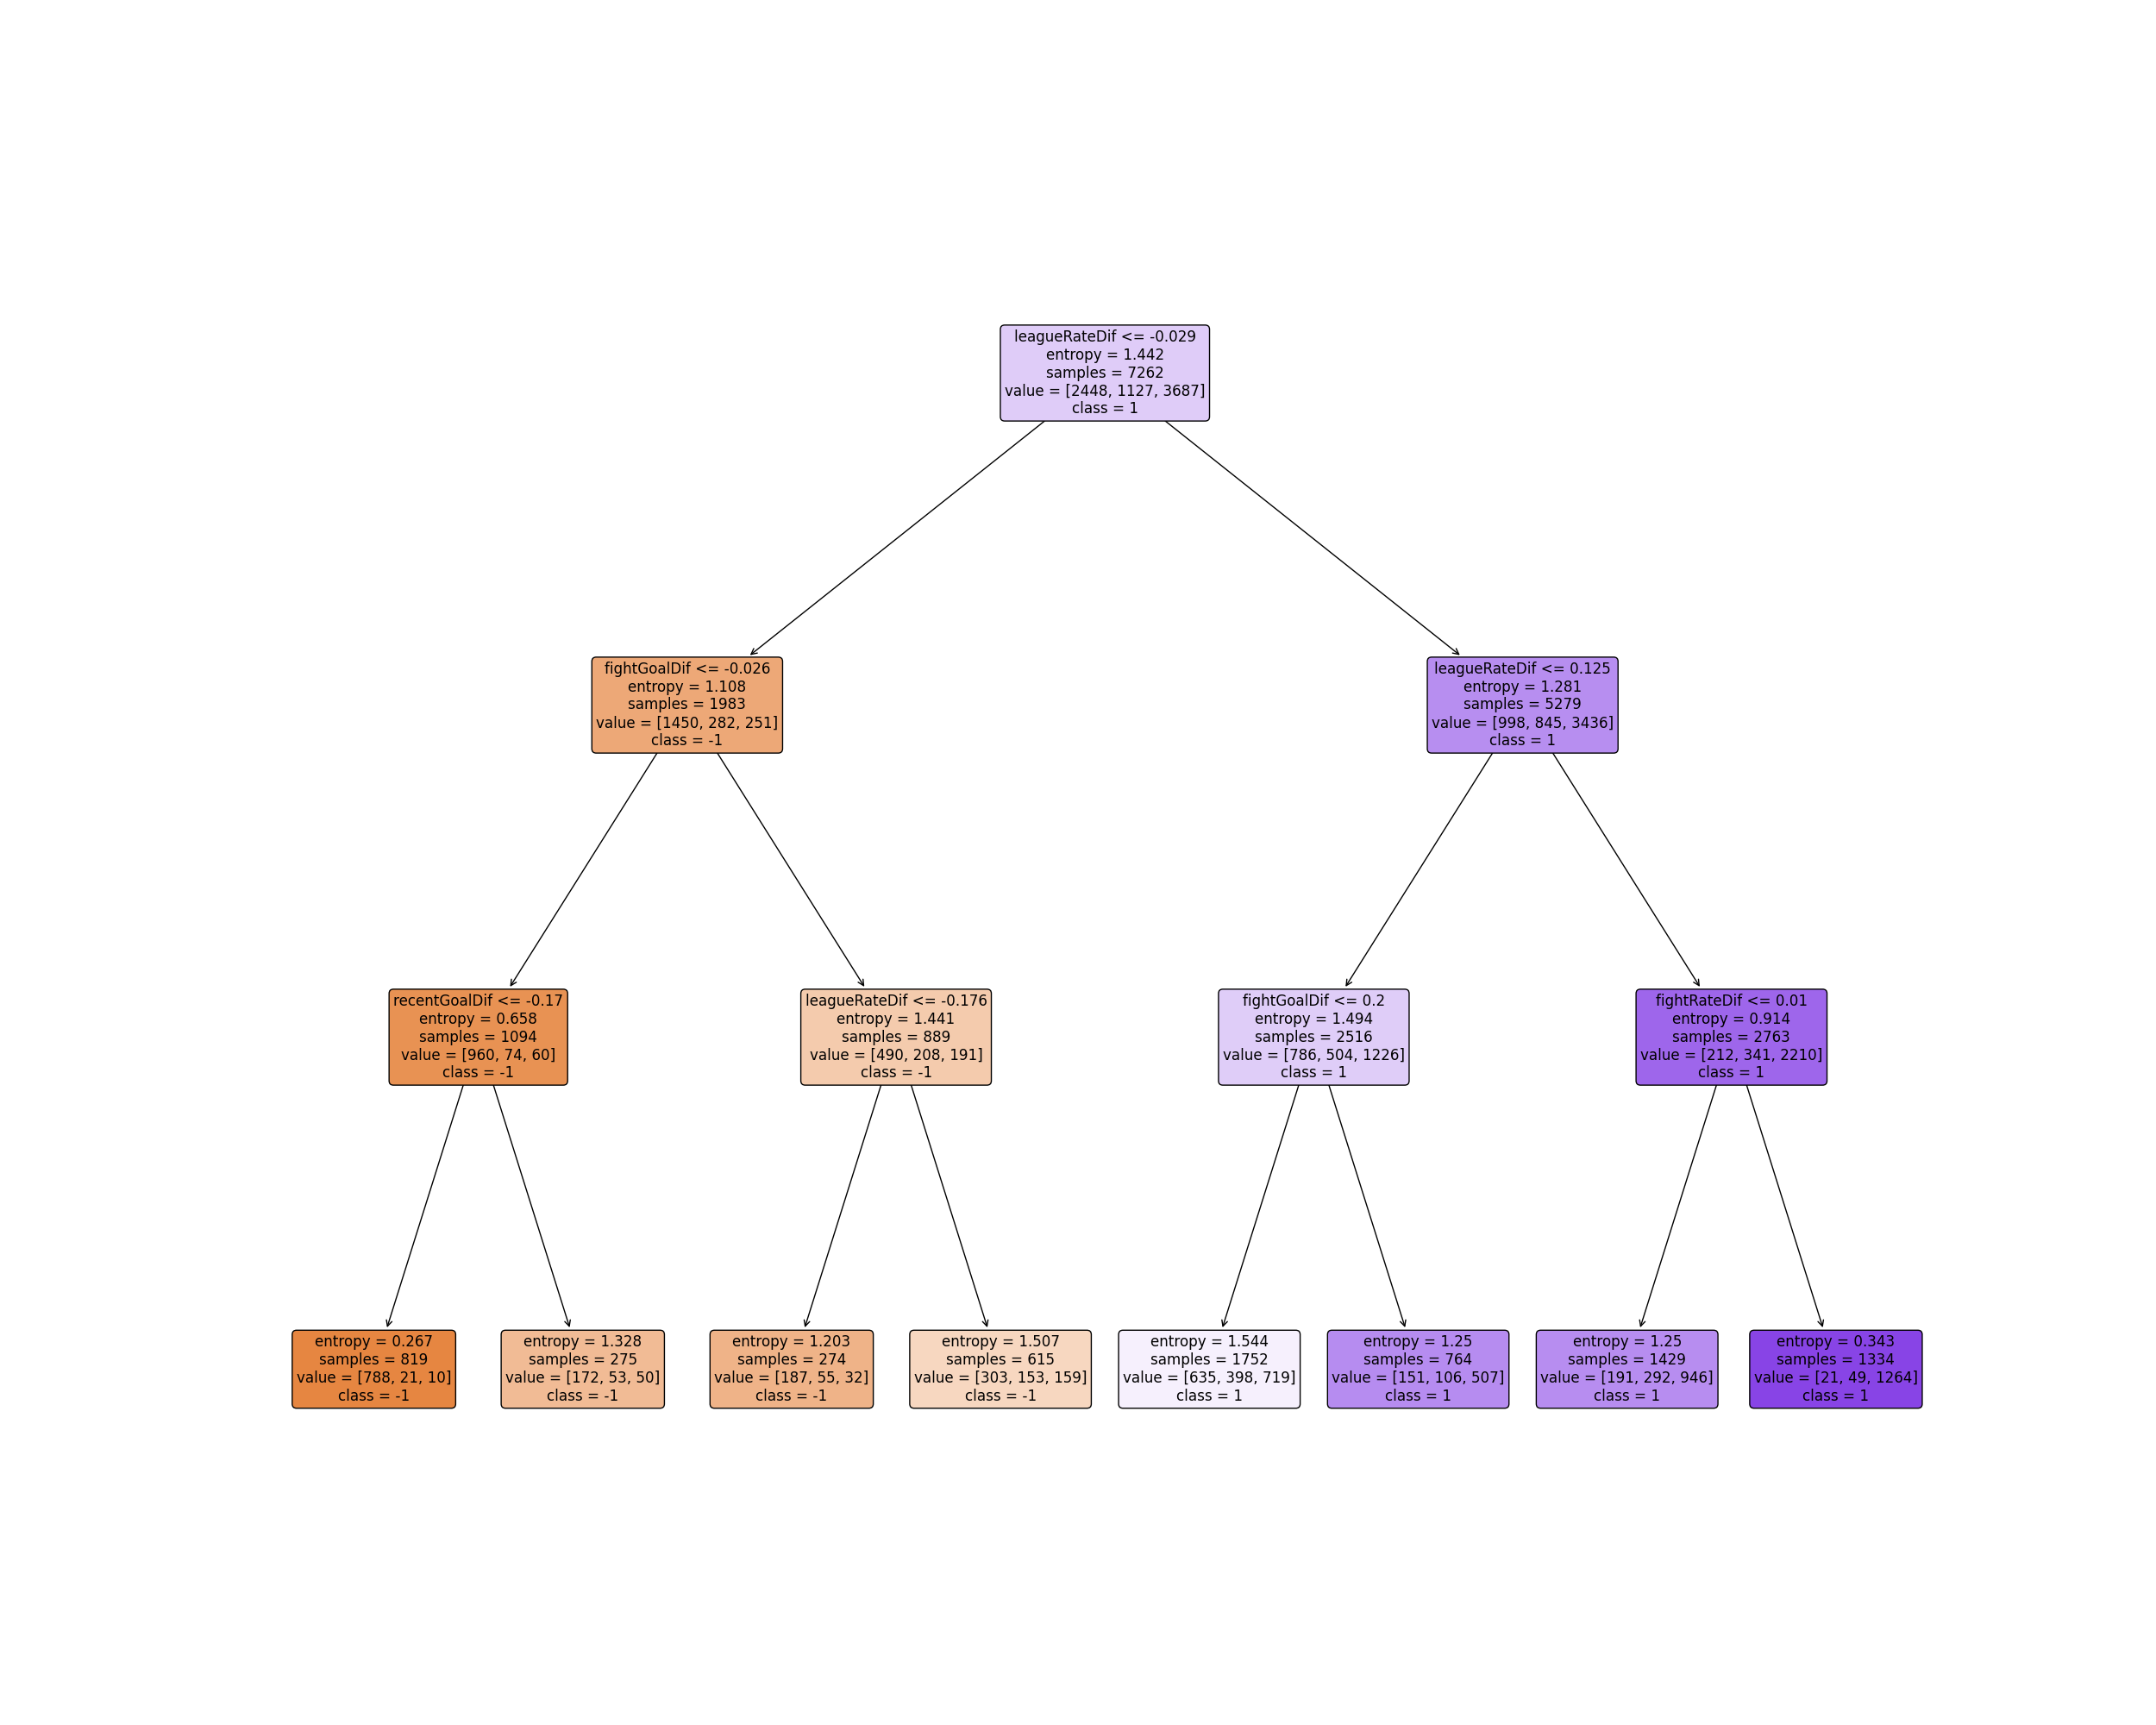 leagueRateDif <= -0.029
entropy = 1.442
samples = 7262
value = [2448, 1127, 3687]
class = 1
fightGoalDif <= -0.026
entropy = 1.108
samples = 1983
value = [1450, 282, 251]
class = -1
leagueRateDif <= 0.125
entropy = 1.281
samples = 5279
value = [998, 845, 3436]
class = 1
recentGoalDif <= -0.17
entropy = 0.658
samples = 1094
value = [960, 74, 60]
class = -1
leagueRateDif <= -0.176
entropy = 1.441
samples = 889
value = [490, 208, 191]
class = -1
fightGoalDif <= 0.2
entropy = 1.494
samples = 2516
value = [786, 504, 1226]
class = 1
fightRateDif <= 0.01
entropy = 0.914
samples = 2763
value = [212, 341, 2210]
class = 1
entropy = 0.267
samples = 819
value = [788, 21, 10]
class = -1
entropy = 1.328
samples = 275
value = [172, 53, 50]
class = -1
entropy = 1.203
samples = 274
value = [187, 55, 32]
class = -1
entropy = 1.507
samples = 615
value = [303, 153, 159]
class = -1
entropy = 1.544
samples = 1752
value = [635, 398, 719]
class = 1
entropy = 1.25
samples = 764
value = [151, 106, 507]
class = 1
entropy = 1.25
samples = 1429
value = [191, 292, 946]
class = 1
entropy = 0.343
samples = 1334
value = [21, 49, 1264]
class = 1